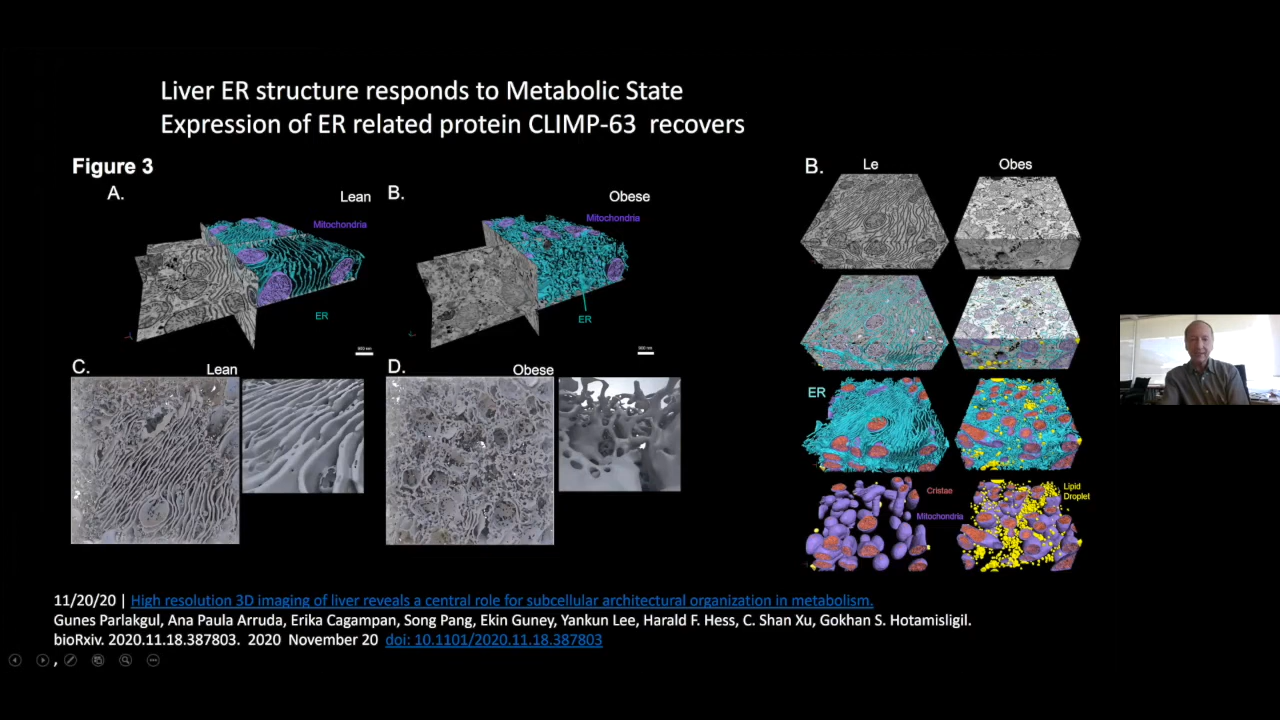 Liver ER structure responds to Metabolic State
Expression of ER related protein CLIMP-63 recovers
Figure 3
A.
Lean
Mitochondria
ER
B.
Obese
Mitochondria
ER
C.
Lean
D.
Obese
B.
Le
Obes
ER
Cristae
Mitochondria
Lipid
Droplet
11/20/20 | High resolution 3D imaging of liver reveals a central role for subcellular architectural organization in metabolism.
Gunes Parlakgul, Ana Paula Arruda, Erika Cagampan, Song Pang, Ekin Guney, Yankun Lee, Harald F. Hess, C. Shan Xu, Gokhan S. Hotamisligil.
bioRxiv. 2020.11.18.387803. 2020 November 20 doi: 10.1101/2020.11.18.387803
,